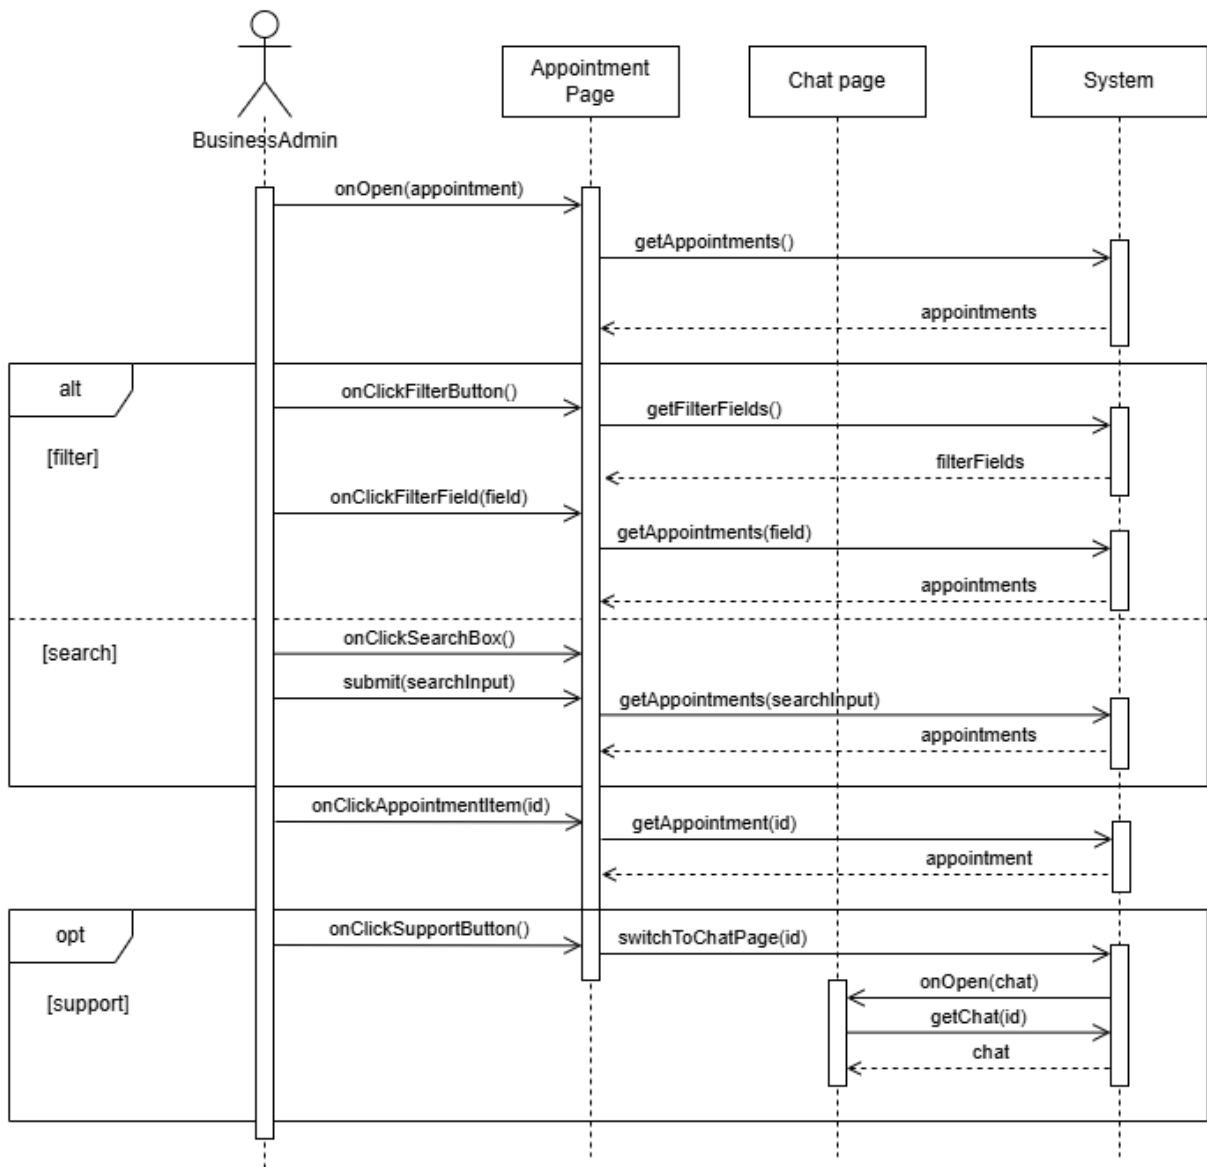 BusinessAdmin
Appointment
Page
Chat page
System
onOpen(appointment)
getAppointments()
appointments
alt
onClickFilterButton()
getFilterFields()
[filter]
filterFields
onClickFilterField(field)
getAppointments(field)
appointments
onClickSearchBox()
[search]
submit(searchInput)
getAppointments(searchInput)
appointments
onClickAppointmentItem(id)
getAppointment(id)
appointment
opt
onClickSupportButton()
switchToChatPage(id)
onOpen(chat)
[support]
getChat(id)
chat